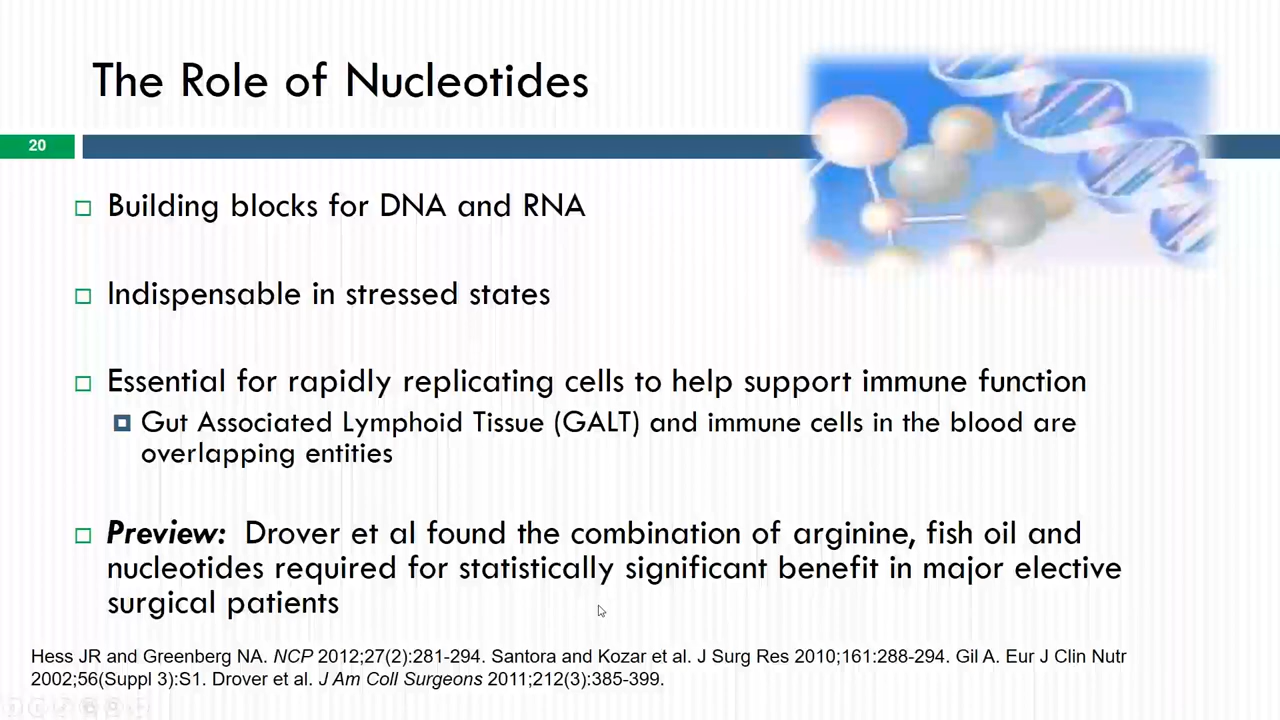 The Role of Nucleotides
20
Building blocks for DNA and RNA
Indispensable in stressed states
Essential for rapidly replicating cells to help support immune function
Gut Associated Lymphoid Tissue (GALT) and immune cells in the blood are
overlapping entities
Preview: Drover et al found the combination of arginine, fish oil and
nucleotides required for statistically significant benefit in major elective
surgical patients
Hess JR and Greenberg NA. NCP 2012;27(2):281-294. Santora and Kozar et al. J Surg Res 2010;161:288-294. Gil A. Eur J Clin Nutr
2002;56(Suppl 3):S1. Drover et al. J Am Coll Surgeons 2011;212(3):385-399.